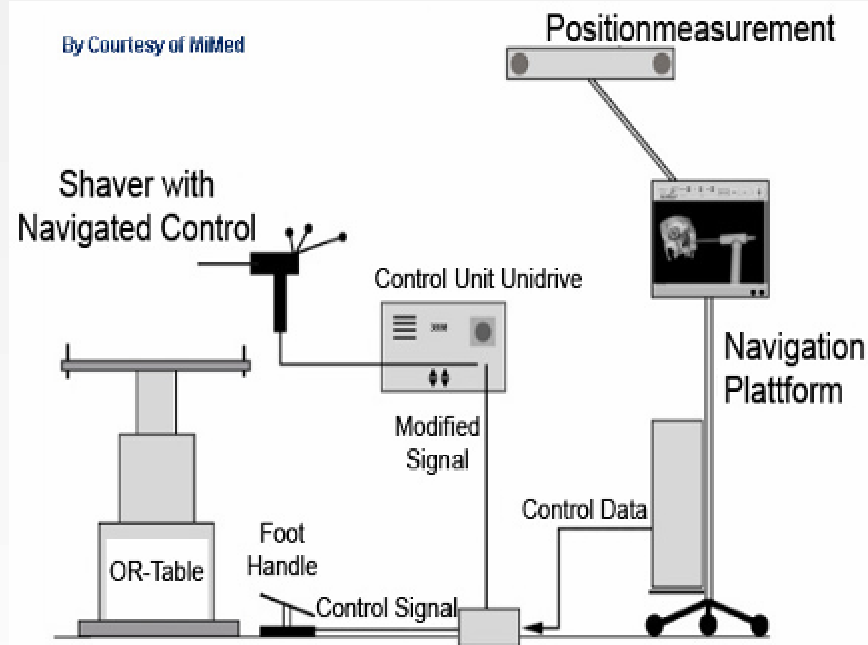 By Courtesy of MiMed
Positionmeasurement
Shaver with
Navigated Control
Control Unit Unidrive
Navigation
Plattform
Modified
Signal
Control Data
Foot
Handle
OR-Table
Control Signal